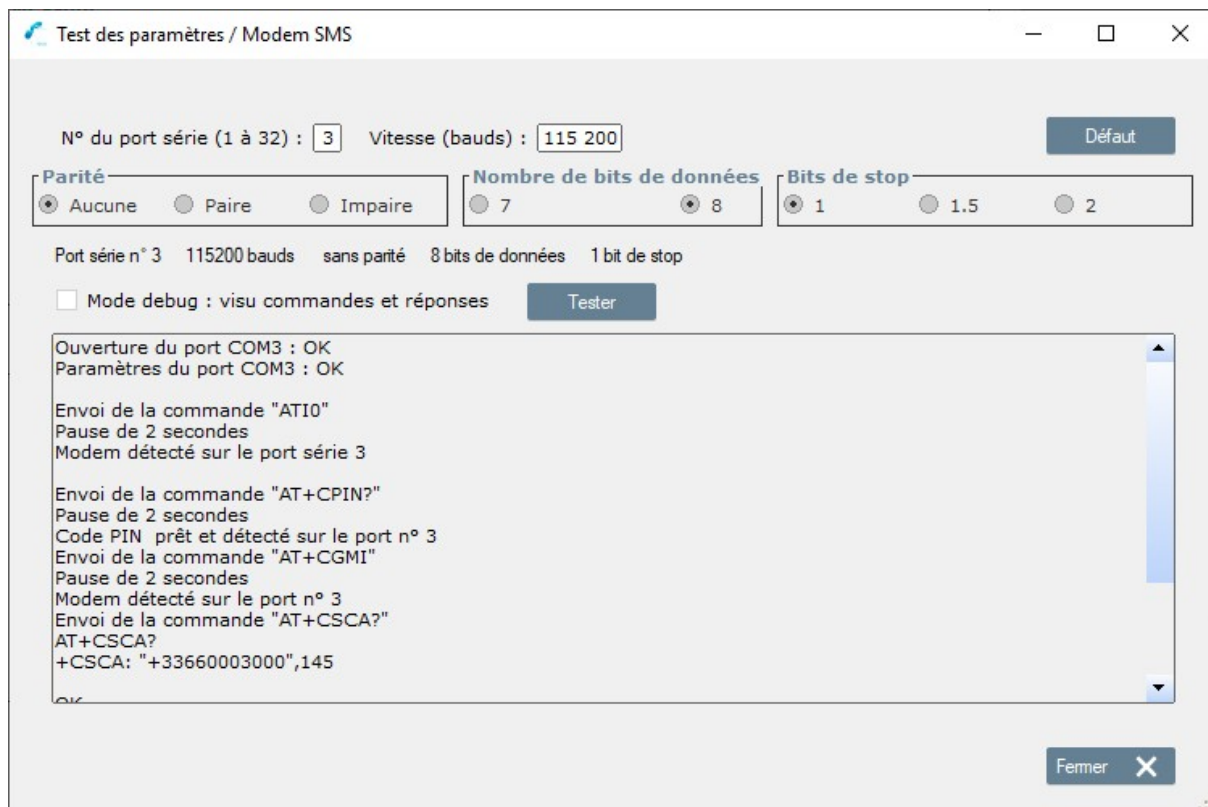 Test des paramètres / Modem SMS
N° du port série (1 à 32) : 3 Vitesse (bauds) : 115 200 Défaut
Parité Nombre de bits de données Bits de stop
Aucune Paire Impaire 7 8 1 1.5 2
Port série n° 3 115200 bauds sans parité 8 bits de données 1 bit de stop
Mode debug : visu commandes et réponses Tester
Ouverture du port COM3 : OK
Paramètres du port COM3 : OK
Envoi de la commande "ATI0"
Pause de 2 secondes
Modem détecté sur le port série 3
Envoi de la commande "AT+CPIN?"
Pause de 2 secondes
Code PIN  prêt et détecté sur le port n° 3
Envoi de la commande "AT+CGMI"
Pause de 2 secondes
Modem détecté sur le port n° 3
Envoi de la commande "AT+CSCA?"
AT+CSCA?
+CSCA: "+33660003000",145
OK
Fermer